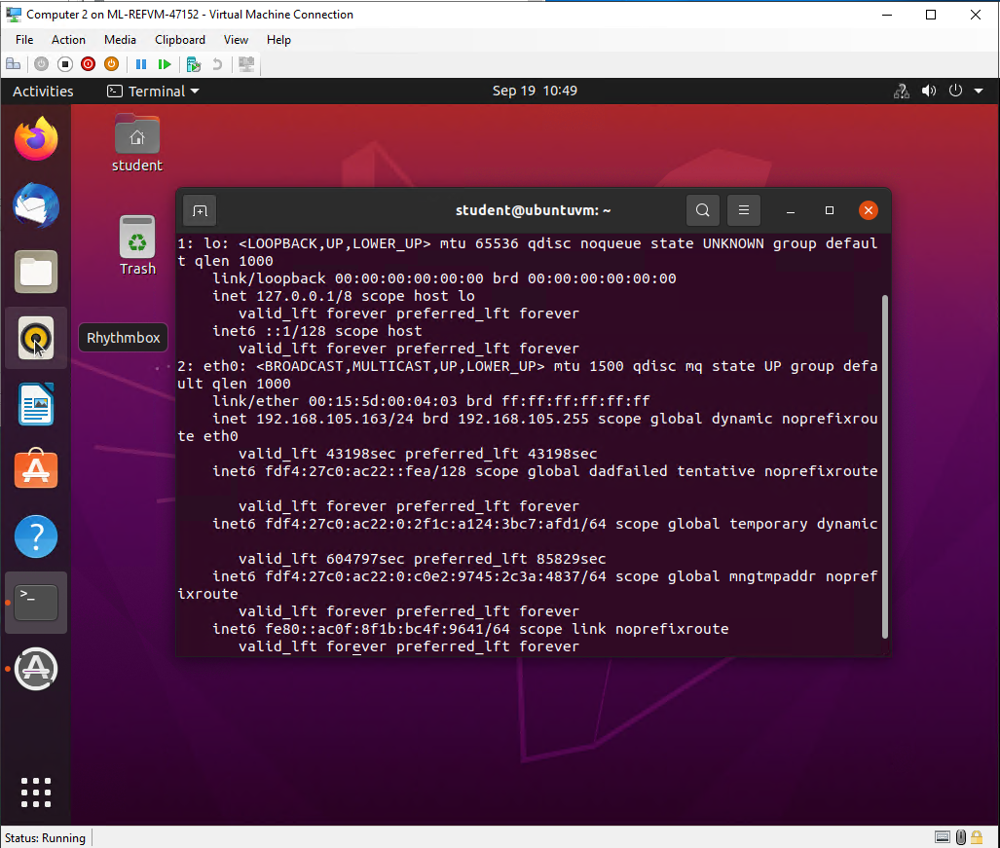 Computer 2 on ML-REFVM-47152 - Virtual Machine Connection
File Action Media Clipboard View Help
Activities Terminal Sep 19 10:49
student
Trash
Rhythmbox
student@ubuntuvm: ~
1: lo: <LOOPBACK,UP,LOWER_UP> mtu 65536 qdisc noqueue state UNKNOWN group defaul
t qlen 1000
link/loopback 00:00:00:00:00:00 brd 00:00:00:00:00:00
inet 127.0.0.1/8 scope host lo
valid_lft forever preferred_lft forever
inet6 ::1/128 scope host
valid_lft forever preferred_lft forever
2: eth0: <BROADCAST,MULTICAST,UP,LOWER_UP> mtu 1500 qdisc mq state UP group defa
ult qlen 1000
link/ether 00:15:5d:00:04:03 brd ff:ff:ff:ff:ff:ff
inet 192.168.105.163/24 brd 192.168.105.255 scope global dynamic noprefixrou
te eth0
valid_lft 43198sec preferred_lft 43198sec
inet6 fdf4:27c0:ac22::fea/128 scope global dadfailed tentative noprefixroute
valid_lft forever preferred_lft forever
inet6 fdf4:27c0:ac22:0:2f1c:a124:3bc7:afd1/64 scope global temporary dynamic
valid_lft 604797sec preferred_lft 85829sec
inet6 fdf4:27c0:ac22:0:c0e2:9745:2c3a:4837/64 scope global mngtmpaddr nopref
ixroute
valid_lft forever preferred_lft forever
inet6 fe80::ac0f:8f1b:bc4f:9641/64 scope link noprefixroute
valid_lft forever preferred_lft forever
Status: Running